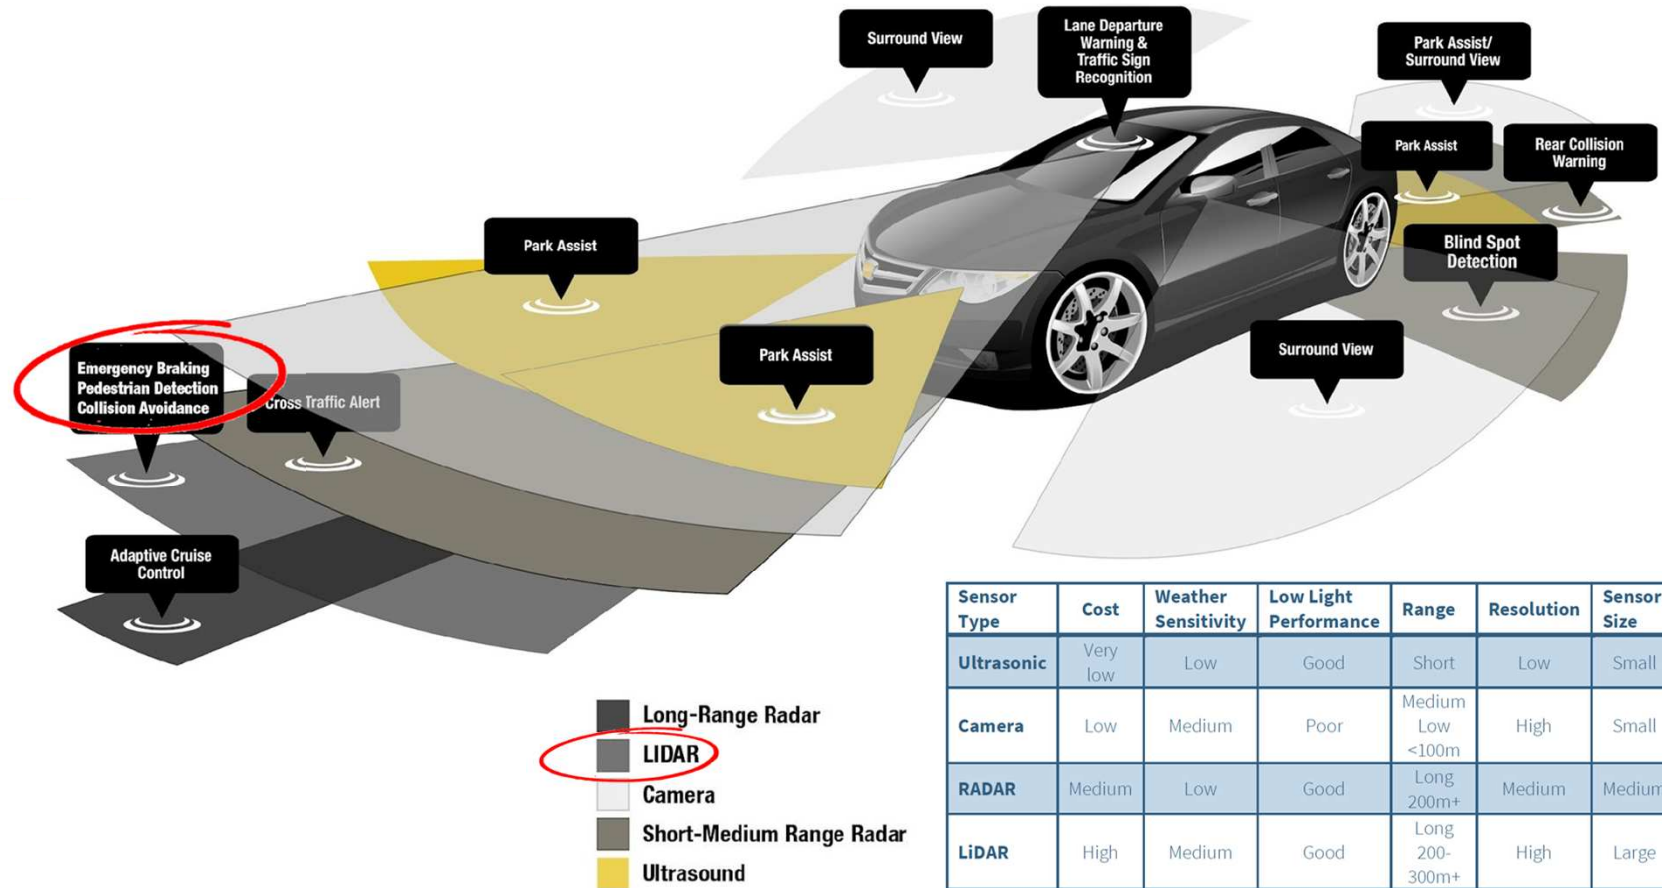 Surround View
Lane Departure
Warning &
Traffic Sign
Recognition
Park Assist/
Surround View
Park Assist
Rear Collision
Warning
Park Assist
Blind Spot
Detection
Park Assist
Surround View
Emergency Braking
Pedestrian Detection
Collision Avoidance
Cross Traffic Alert
Adaptive Cruise
Control
Long-Range Radar
LIDAR
Camera
Short-Medium Range Radar
Ultrasound
Sensor Type Cost Weather Sensitivity Low Light Performance Range Resolution Sensor Size
Ultrasonic Very low Low Good Short Low Small
Camera Low Medium Poor Medium Low <100m High Small
RADAR Medium Low Good Long 200m+ Medium Medium
LiDAR High Medium Good Long 200-300m+ High Large